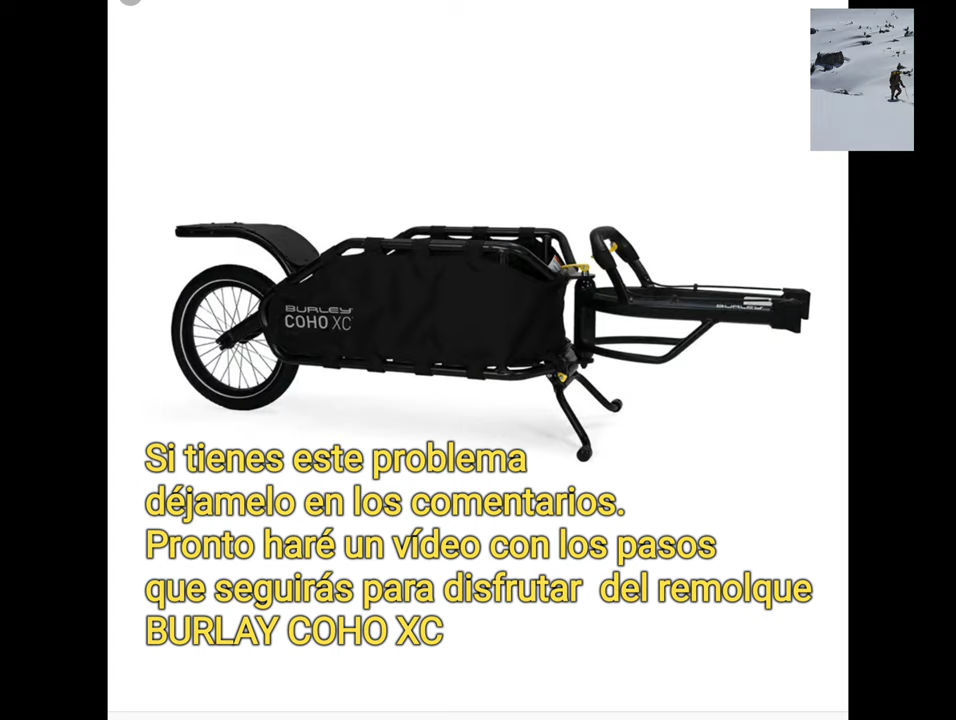 BURLEY
COHO XC
BURLEY
Si tienes este problema
déjamelo en los comentarios.
Pronto haré un vídeo con los pasos
que seguirás para disfrutar del remolque
BURLAY COHO XC